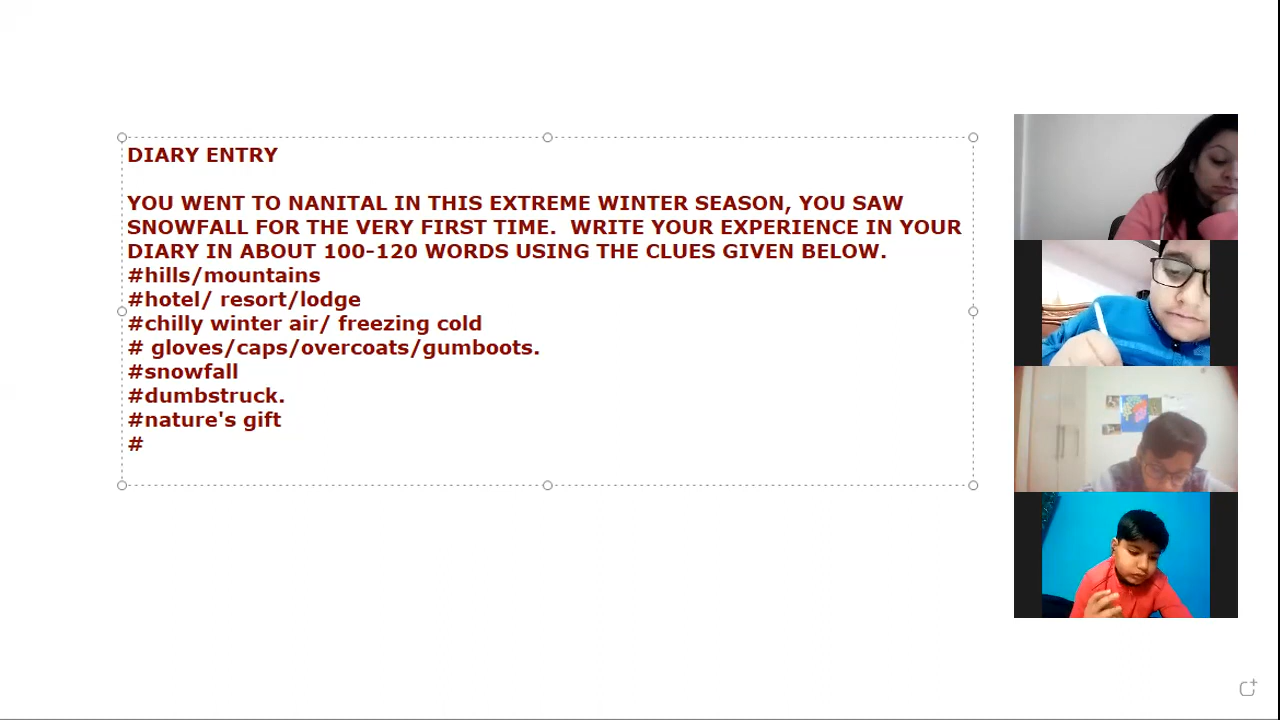 DIARY ENTRY
YOU WENT TO NANITAL IN THIS EXTREME WINTER SEASON, YOU SAW
SNOWFALL FOR THE VERY FIRST TIME.  WRITE YOUR EXPERIENCE IN YOUR
DIARY IN ABOUT 100-120 WORDS USING THE CLUES GIVEN BELOW.
#hills/mountains
#hotel/ resort/lodge
#chilly winter air/ freezing cold
# gloves/caps/overcoats/gumboots.
#snowfall
#dumbstruck.
#nature's gift
#